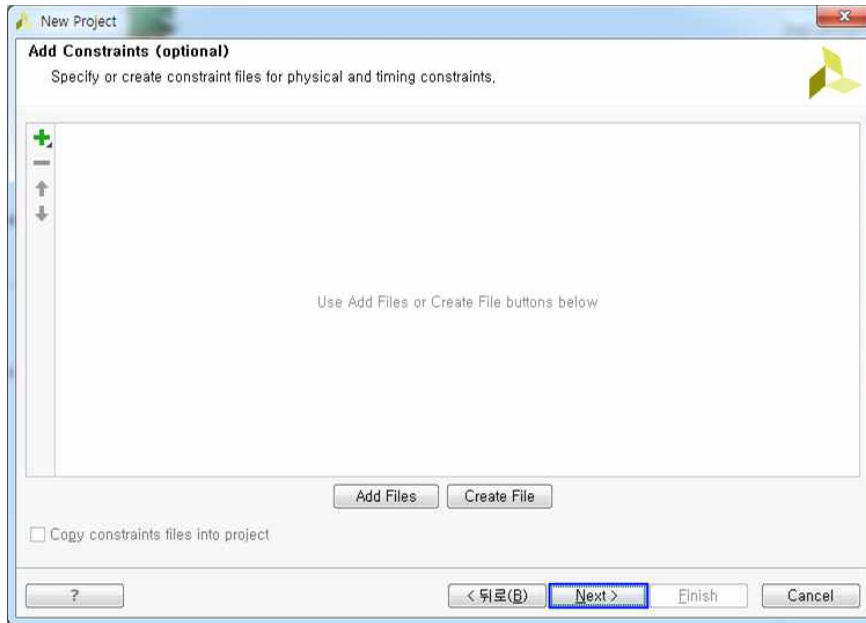 New Project
Add Constraints (optional)
Specify or create constraint files for physical and timing constraints,
Use Add Files or Create File buttons below
Add Files
Create File
Copy constraints files into project
?
< 뒤로(B)
Next >
Finish
Cancel